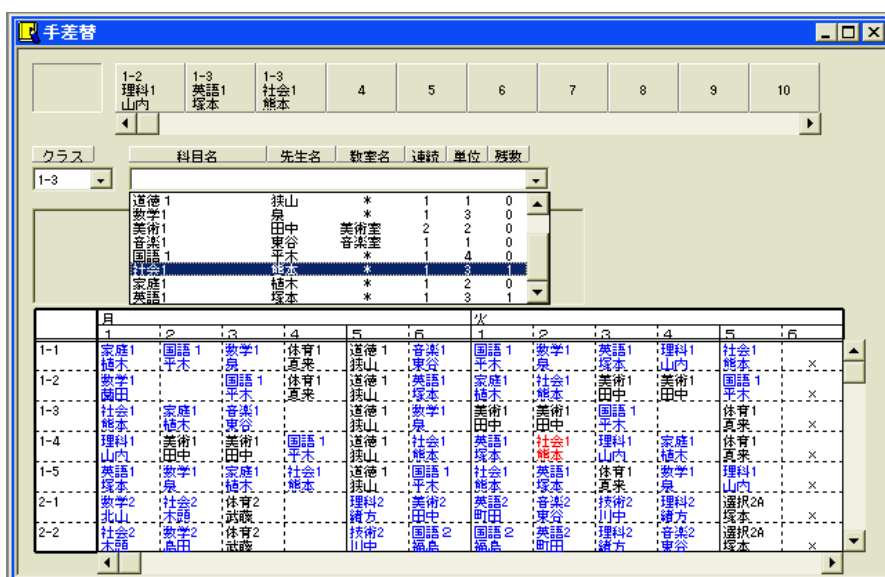 手差替
1-2 1-3 1-3
理科1 英語1 社会1 4 5 6 7 8 9 10
山内 塚本 熊本
クラス 科目名 先生名 教室名 連続 単位 残数
1-3
道徳1 狭山 * 1 1 0
数学1 泉 * 1 3 0
美術1 田中 美術室 2 2 0
音楽1 東谷 音楽室 1 1 0
国語1 平木 * 1 4 0
社会1 熊本 * 1 3 1
家庭1 植木 * 1 2 0
英語1 塚本 * 1 3 1
月 火
1 2 3 4 5 6 1 2 3 4 5 6
1-1 家庭1 国語1 数学1 体育1 道徳1 音楽1 国語1 数学1 英語1 理科1 社会1
植木 平木 泉 真来 狭山 東谷 平木 泉 塚本 山内 熊本 ×
1-2 数学1 国語1 体育1 道徳1 英語1 家庭1 社会1 美術1 美術1 国語1
薗田 平木 真来 狭山 塚本 植木 熊本 田中 田中 平木 ×
1-3 社会1 家庭1 音楽1 道徳1 数学1 美術1 美術1 国語1 体育1
熊本 植木 東谷 狭山 泉 田中 田中 平木 真来 ×
1-4 理科1 美術1 美術1 国語1 道徳1 社会1 英語1 社会1 理科1 家庭1 体育1
山内 田中 田中 平木 狭山 熊本 塚本 熊本 山内 植木 真来 ×
1-5 英語1 数学1 家庭1 社会1 道徳1 国語1 社会1 英語1 体育1 数学1 理科1
塚本 泉 植木 熊本 狭山 平木 熊本 塚本 真来 泉 山内 ×
2-1 数学2 社会2 体育2 理科2 美術2 英語2 音楽2 技術2 理科2 選択2A
北山 木頭 武藤 緒方 田中 町田 東谷 川中 緒方 塚本 ×
2-2 社会2 数学2 体育2 技術2 国語2 国語2 英語2 理科2 音楽2 選択2A
木頭 島田 武藤 川中 福島 福島 町田 緒方 東谷 塚本 ×